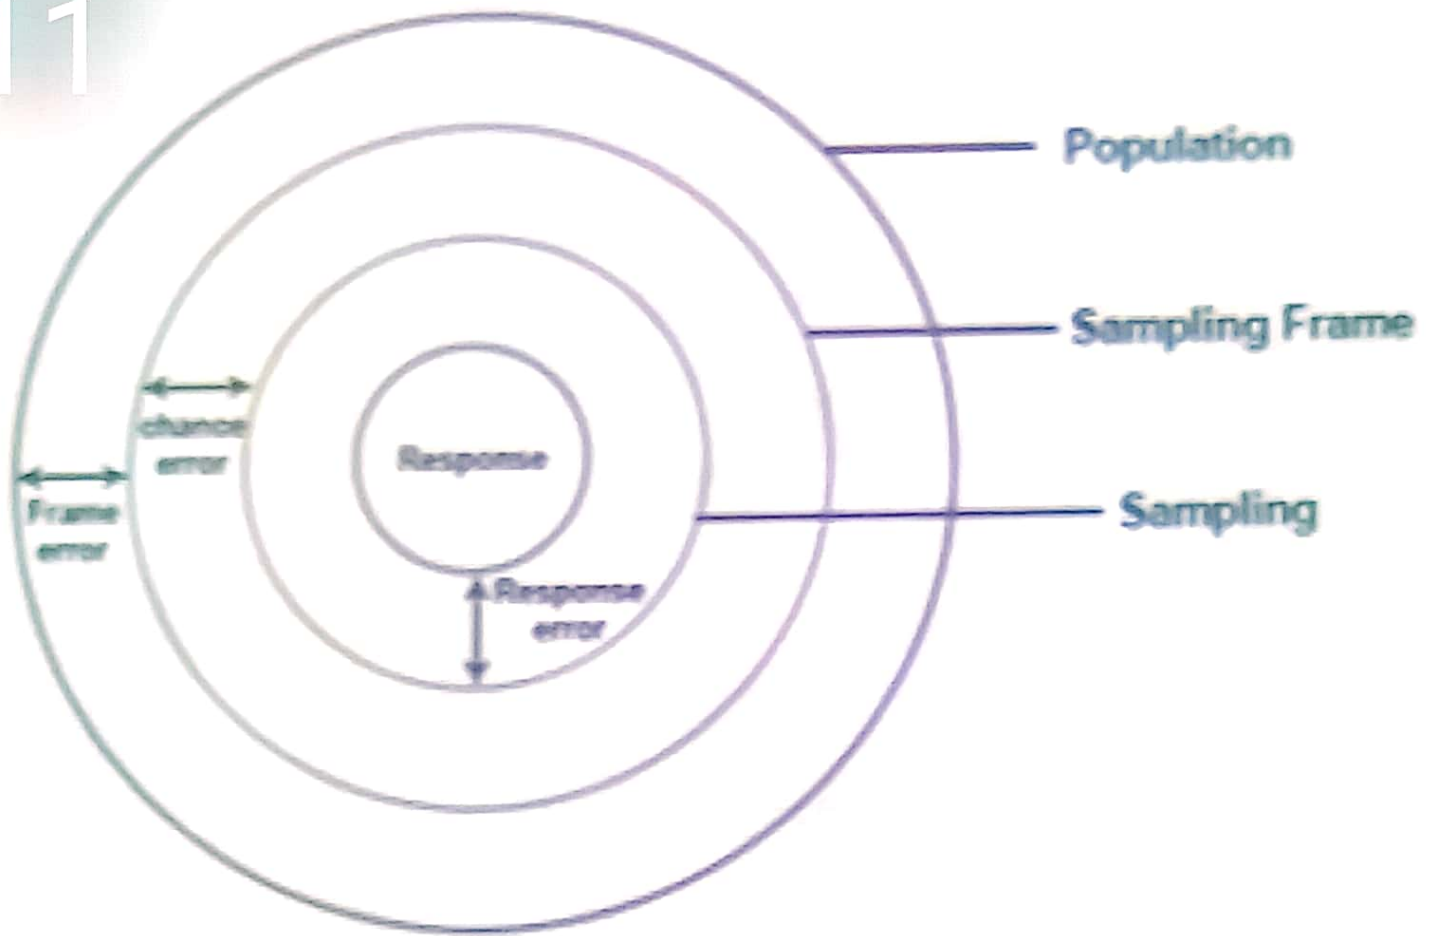 1
Population
Sampling Frame
chance
error
Response
Frame
error
Sampling
Response
error